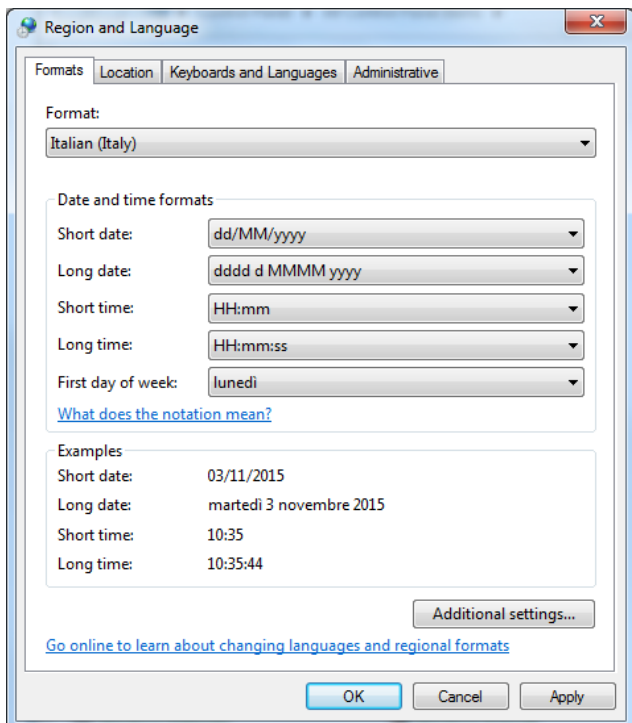 Region and Language
Formats Location Keyboards and Languages Administrative
Format:
Italian (Italy)
Date and time formats
Short date: dd/MM/yyyy
Long date: dddd d MMMM yyyy
Short time: HH:mm
Long time: HH:mm:ss
First day of week: lunedì
What does the notation mean?
Examples
Short date: 03/11/2015
Long date: martedì 3 novembre 2015
Short time: 10:35
Long time: 10:35:44
Additional settings...
Go online to learn about changing languages and regional formats
OK Cancel Apply